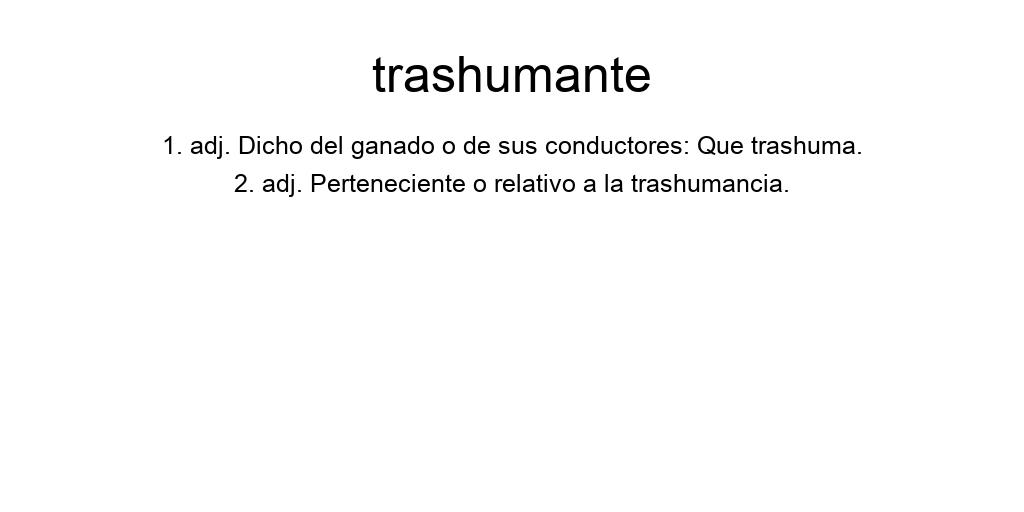 trashumante
1. adj. Dicho del ganado o de sus conductores: Que trashuma.
2. adj. Perteneciente o relativo a la trashumancia.